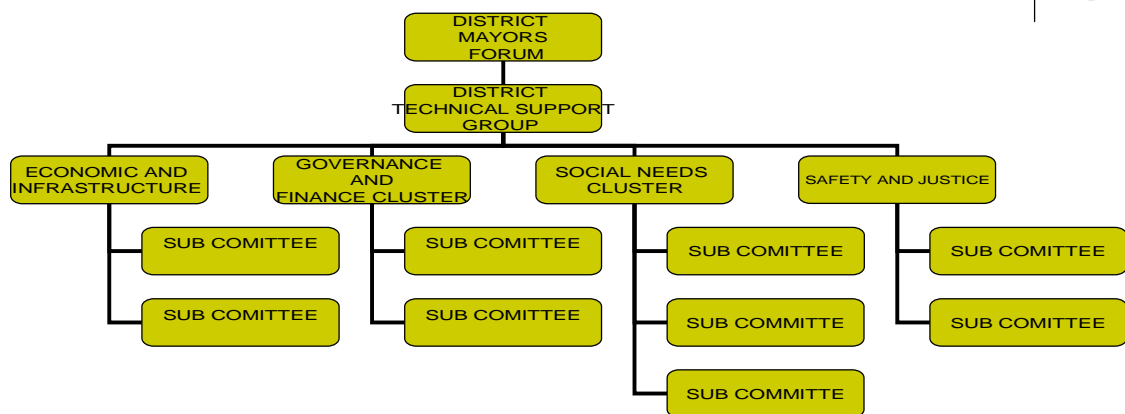 DISTRICT
MAYORS
FORUM
DISTRICT
TECHNICAL SUPPORT
GROUP
ECONOMIC AND
INFRASTRUCTURE
GOVERNANCE
AND
FINANCE CLUSTER
SOCIAL NEEDS
CLUSTER
SAFETY AND JUSTICE
SUB COMITTEE
SUB COMITTEE
SUB COMITTEE
SUB COMITTEE
SUB COMITTEE
SUB COMITTEE
SUB COMMITTE
SUB COMITTEE
SUB COMITTEE
SUB COMMITTE